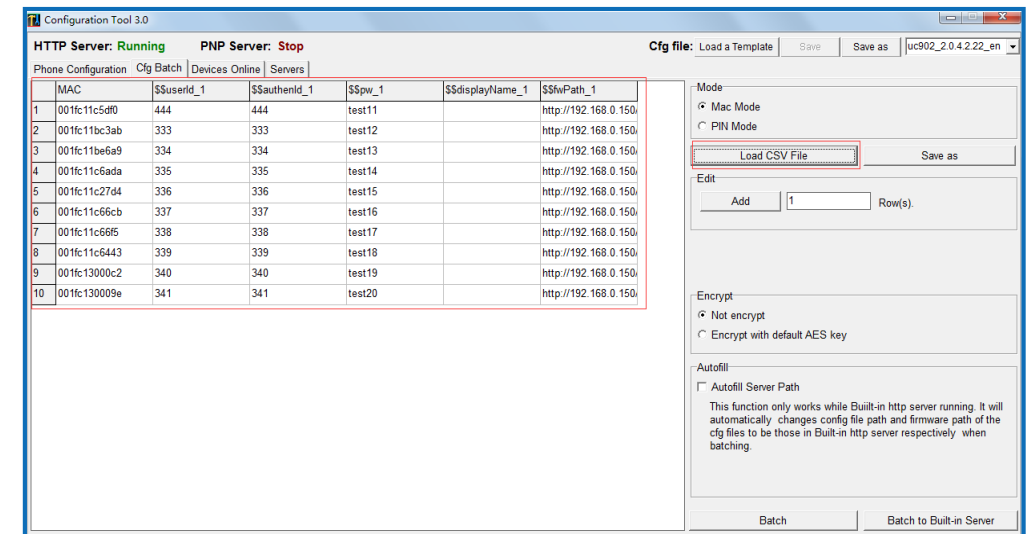 Configuration Tool 3.0
HTTP Server: Running PNP Server: Stop Cfg file: Load a Template Save Save as uc902_2.0.4.2.22_en
Phone Configuration Cfg Batch Devices Online Servers
MAC $$userId_1 $$authenId_1 $$pw_1 $$displayName_1 $$fwPath_1
1 001fc11c5df0 444 444 test11 http://192.168.0.150/
2 001fc11bc3ab 333 333 test12 http://192.168.0.150/
3 001fc11be6a9 334 334 test13 http://192.168.0.150/
4 001fc11c6ada 335 335 test14 http://192.168.0.150/
5 001fc11c27d4 336 336 test15 http://192.168.0.150/
6 001fc11c66cb 337 337 test16 http://192.168.0.150/
7 001fc11c66f5 338 338 test17 http://192.168.0.150/
8 001fc11c6443 339 339 test18 http://192.168.0.150/
9 001fc13000c2 340 340 test19 http://192.168.0.150/
10 001fc130009e 341 341 test20 http://192.168.0.150/
Mode
Mac Mode
PIN Mode
Load CSV File Save as
Edit
Add 1 Row(s).
Encrypt
Not encrypt
Encrypt with default AES key
Autofill
Autofill Server Path
This function only works while Buiilt-in http server running. It will
automatically changes config file path and firmware path of the
cfg files to be those in Built-in http server respectively when
batching.
Batch Batch to Built-in Server